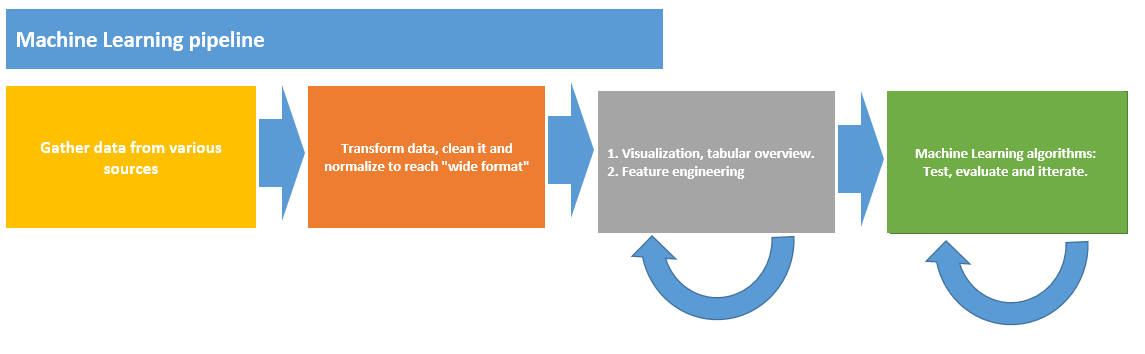 Machine Learning pipeline
Gather data from various
sources
Transform data, clean it and
normalize to reach "wide format"
1. Visualization, tabular overview.
2. Feature engineering
Machine Learning algorithms:
Test, evaluate and itterate.